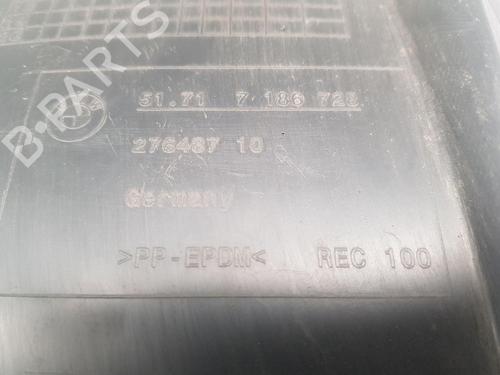 B-PARTS
51.71 7 186 728
276487 10
Germany
>PP-EPDM< REC 100